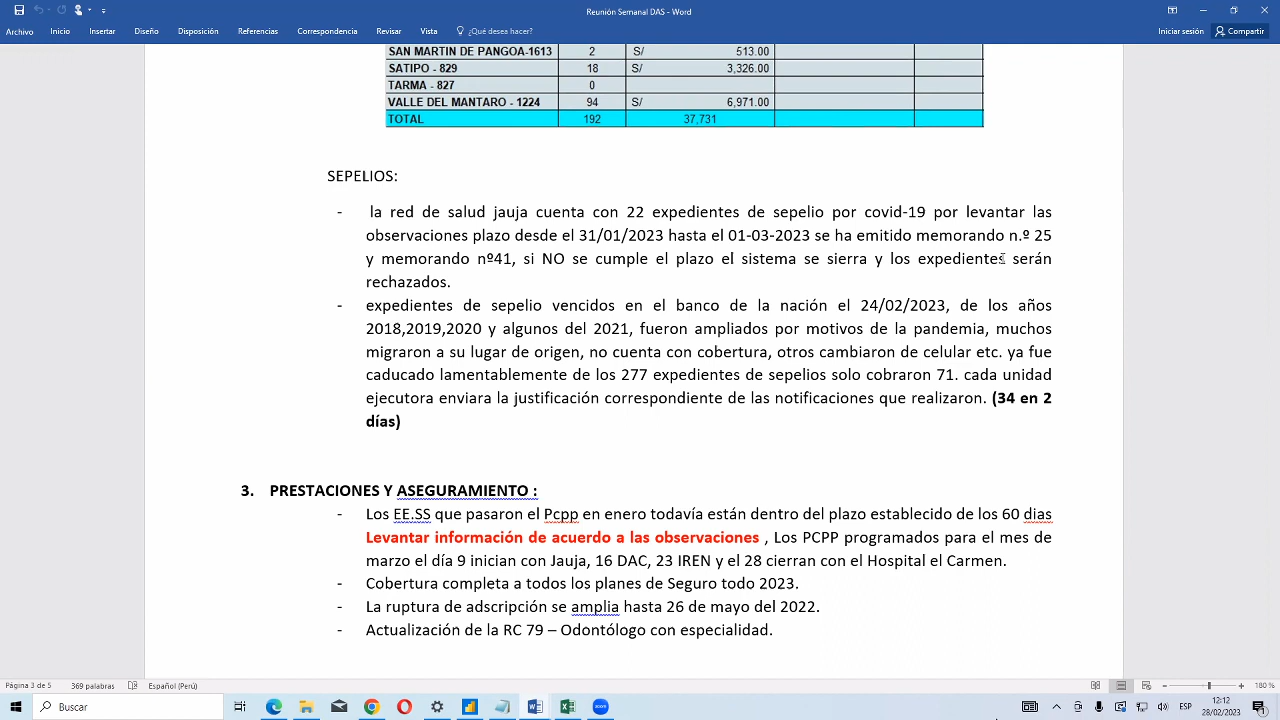 Reunión Semanal DAS - Word
Archivo Inicio Insertar Diseño Disposición Referencias Correspondencia Revisar Vista ¿Qué desea hacer? Iniciar sesión Compartir
SAN MARTIN DE PANGOA-1613 2 S/ 513.00
SATIPO - 829 18 S/ 3,326.00
TARMA - 827 0
VALLE DEL MANTARO - 1224 94 S/ 6,971.00
TOTAL 192 37,731
SEPELIOS:
- la red de salud jauja cuenta con 22 expedientes de sepelio por covid-19 por levantar las
observaciones plazo desde el 31/01/2023 hasta el 01-03-2023 se ha emitido memorando n.º 25
y memorando nº41, si NO se cumple el plazo el sistema se sierra y los expedientes serán
rechazados.
- expedientes de sepelio vencidos en el banco de la nación el 24/02/2023, de los años
2018,2019,2020 y algunos del 2021, fueron ampliados por motivos de la pandemia, muchos
migraron a su lugar de origen, no cuenta con cobertura, otros cambiaron de celular etc. ya fue
caducado lamentablemente de los 277 expedientes de sepelios solo cobraron 71. cada unidad
ejecutora enviara la justificación correspondiente de las notificaciones que realizaron. (34 en 2
días)
3. PRESTACIONES Y ASEGURAMIENTO :
- Los EE.SS que pasaron el Pcpp en enero todavía están dentro del plazo establecido de los 60 dias
Levantar información de acuerdo a las observaciones , Los PCPP programados para el mes de
marzo el día 9 inician con Jauja, 16 DAC, 23 IREN y el 28 cierran con el Hospital el Carmen.
- Cobertura completa a todos los planes de Seguro todo 2023.
- La ruptura de adscripción se amplia hasta 26 de mayo del 2022.
- Actualización de la RC 79 – Odontólogo con especialidad.
Página 3 de 5 369 palabras Español (Perú) 180 %
Buscar zoom ESP 12:12
28/02/2023